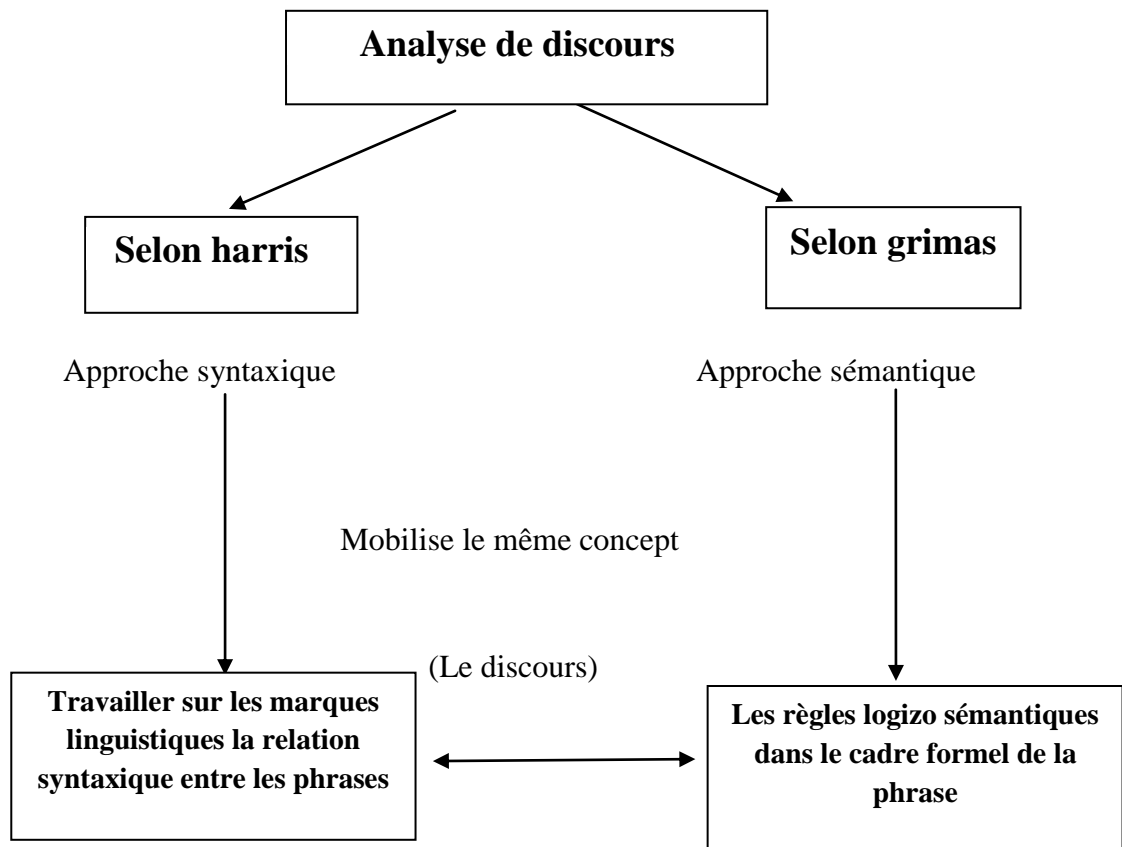 Analyse de discours
Selon harris
Selon grimas
Approche syntaxique
Approche sémantique
Mobilise le même concept
(Le discours)
Travailler sur les marques
linguistiques la relation
syntaxique entre les phrases
Les règles logizo sémantiques
dans le cadre formel de la
phrase